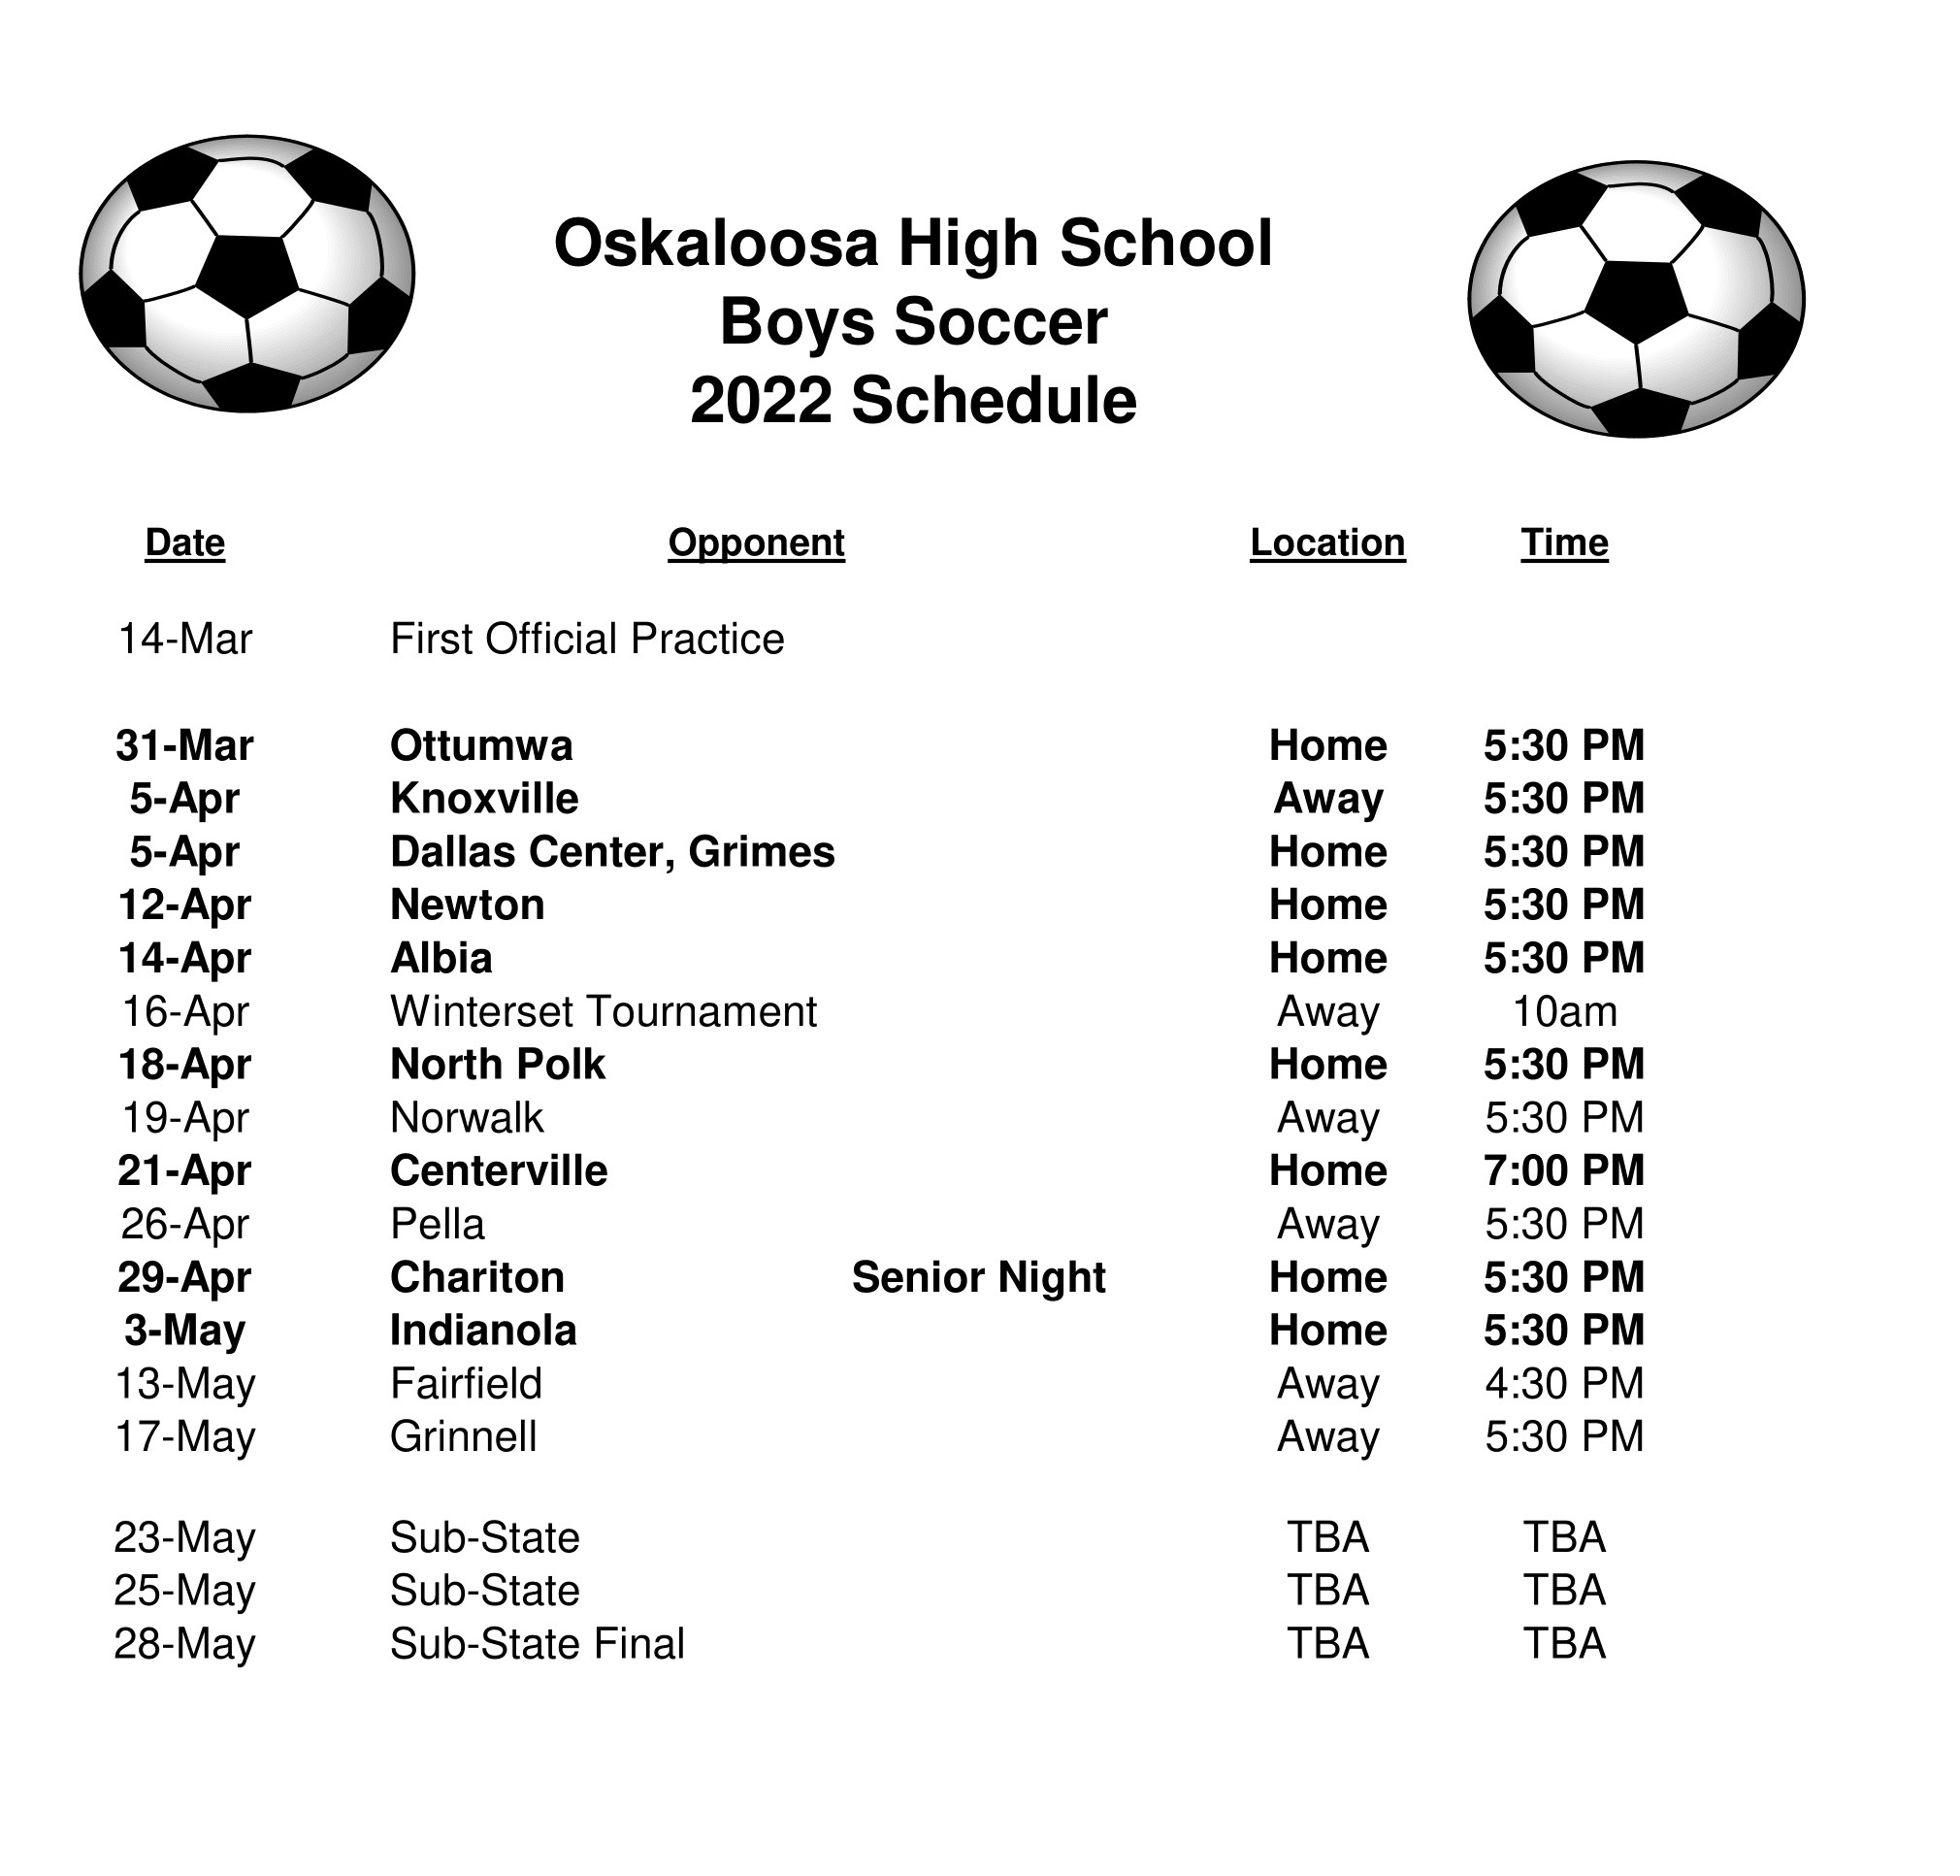 Oskaloosa High School
Boys Soccer
2022 Schedule
Date Opponent Location Time
14-Mar First Official Practice
31-Mar Ottumwa Home 5:30 PM
5-Apr Knoxville Away 5:30 PM
5-Apr Dallas Center, Grimes Home 5:30 PM
12-Apr Newton Home 5:30 PM
14-Apr Albia Home 5:30 PM
16-Apr Winterset Tournament Away 10am
18-Apr North Polk Home 5:30 PM
19-Apr Norwalk Away 5:30 PM
21-Apr Centerville Home 7:00 PM
26-Apr Pella Away 5:30 PM
29-Apr Chariton Senior Night Home 5:30 PM
3-May Indianola Home 5:30 PM
13-May Fairfield Away 4:30 PM
17-May Grinnell Away 5:30 PM
23-May Sub-State TBA TBA
25-May Sub-State TBA TBA
28-May Sub-State Final TBA TBA